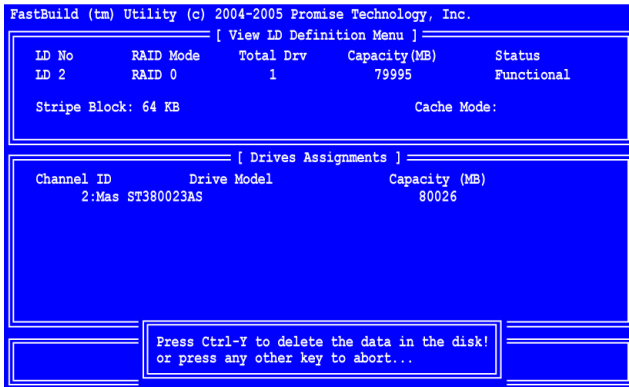 FastBuild (tm) Utility (c) 2004-2005 Promise Technology, Inc.
[ View LD Definition Menu ]
LD No RAID Mode Total Drv Capacity(MB) Status
LD 2 RAID 0 1 79995 Functional
Stripe Block: 64 KB Cache Mode:
[ Drives Assignments ]
Channel ID Drive Model Capacity (MB)
2:Mas ST380023AS 80026
Press Ctrl-Y to delete the data in the disk!
or press any other key to abort...